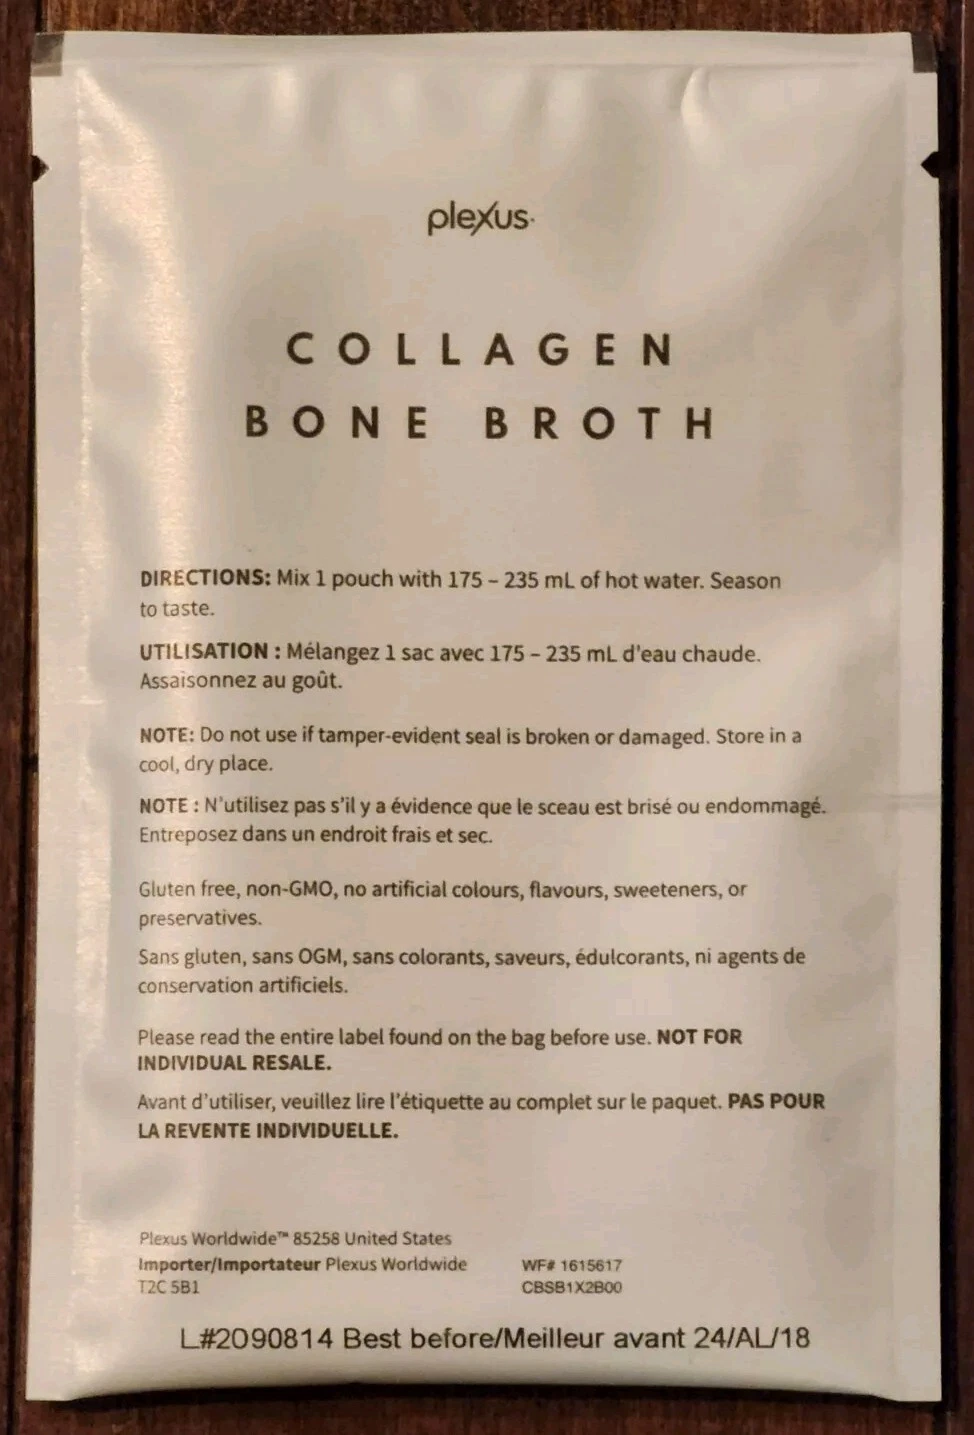 plexus
COLLAGEN
BONE BROTH
DIRECTIONS: Mix 1 pouch with 175 – 235 mL of hot water. Season
to taste.
UTILISATION : Mélangez 1 sac avec 175 – 235 mL d'eau chaude.
Assaisonnez au goût.
NOTE: Do not use if tamper-evident seal is broken or damaged. Store in a
cool, dry place.
NOTE : N'utilisez pas s'il y a évidence que le sceau est brisé ou endommagé.
Entreposez dans un endroit frais et sec.
Gluten free, non-GMO, no artificial colours, flavours, sweeteners, or
preservatives.
Sans gluten, sans OGM, sans colorants, saveurs, édulcorants, ni agents de
conservation artificiels.
Please read the entire label found on the bag before use. NOT FOR
INDIVIDUAL RESALE.
Avant d'utiliser, veuillez lire l'étiquette au complet sur le paquet. PAS POUR
LA REVENTE INDIVIDUELLE.
Plexus Worldwide™ 85258 United States
Importer/Importateur Plexus Worldwide
T2C 5B1
WF# 1615617
CBSB1X2B00
L#2090814 Best before/Meilleur avant 24/AL/18